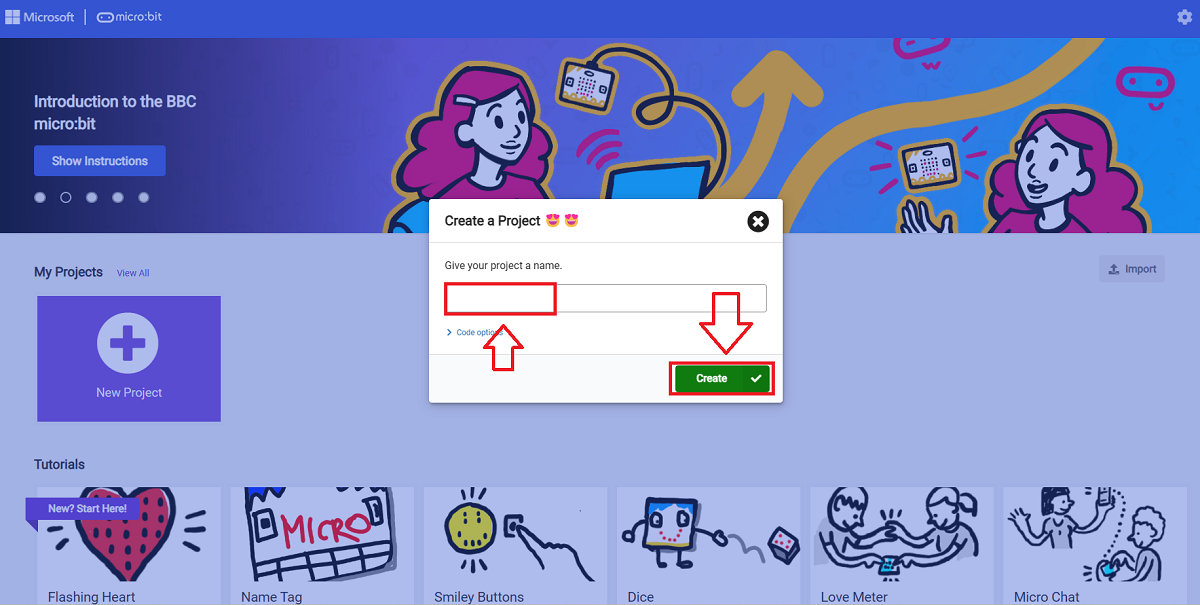 Microsoft | micro:bit
Introduction to the BBC
micro:bit
Show Instructions
Create a Project 😍 😍
Give your project a name.
Code options
Create
My Projects View All
Import
New Project
Tutorials
New? Start Here!
MICRO
Flashing Heart
Name Tag
Smiley Buttons
Dice
Love Meter
Micro Chat